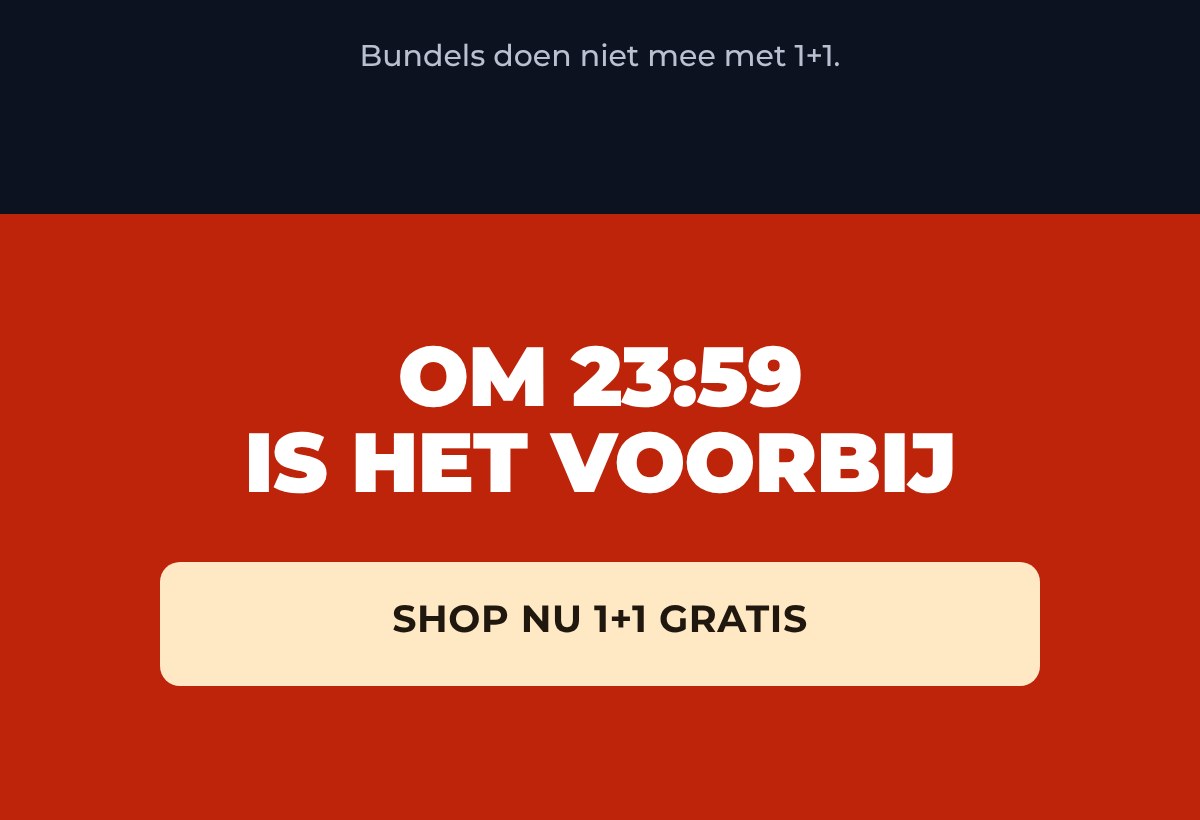 Bundels doen niet mee met 1+1.
OM 23:59
IS HET VOORBIJ
SHOP NU 1+1 GRATIS